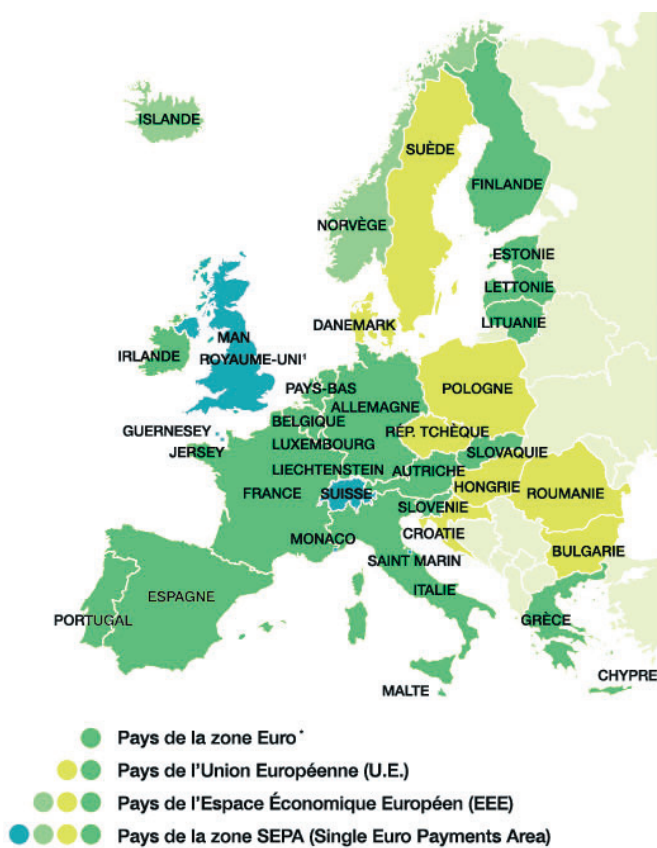 ISLANDE
SUÈDE
FINLANDE
NORVÈGE
ESTONIE
LETTONIE
LITUANIE
DANEMARK
MAN
IRLANDE
ROYAUME-UNI¹
PAYS-BAS
POLOGNE
ALLEMAGNE
BELGIQUE
GUERNESEY
RÉP. TCHÈQUE
LUXEMBOURG
JERSEY
SLOVAQUIE
LIECHTENSTEIN
AUTRICHE
HONGRIE
FRANCE
SUISSE
ROUMANIE
SLOVENIE
CROATIE
MONACO
BULGARIE
SAINT MARIN
ITALIE
ESPAGNE
PORTUGAL
GRÈCE
CHYPRE
MALTE
Pays de la zone Euro*
Pays de l'Union Européenne (U.E.)
Pays de l'Espace Économique Européen (EEE)
Pays de la zone SEPA (Single Euro Payments Area)